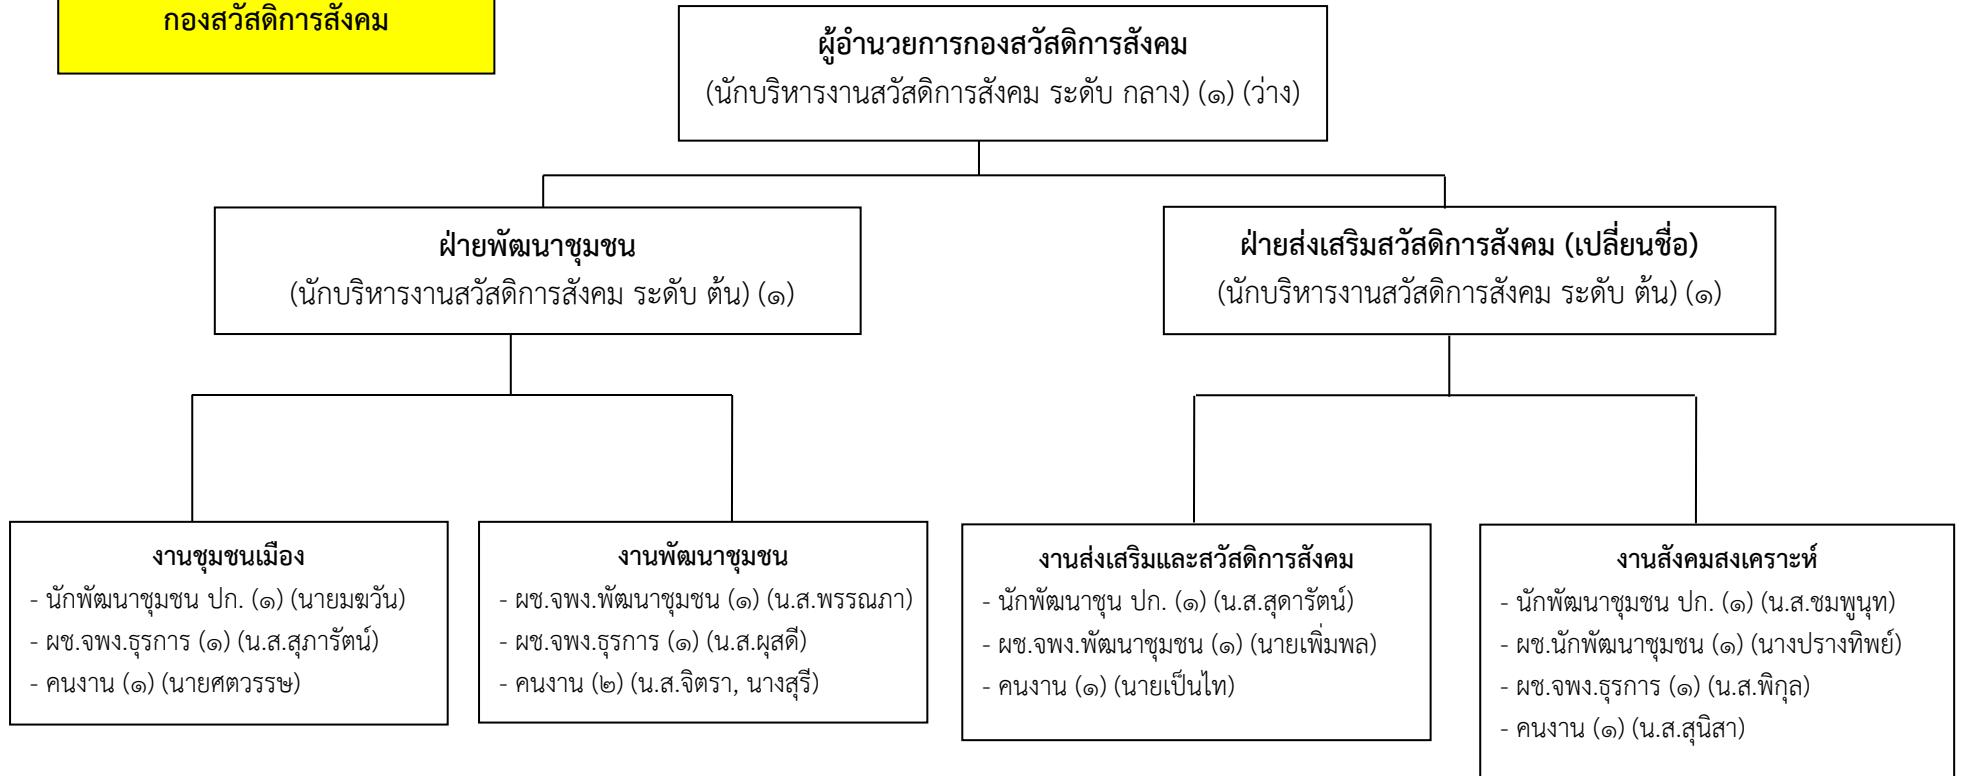 กองสวัสดิการสังคม
ผู้อำนวยการกองสวัสดิการสังคม
(นักบริหารงานสวัสดิการสังคม ระดับ กลาง) (๑) (ว่าง)
ฝ่ายพัฒนาชุมชน
(นักบริหารงานสวัสดิการสังคม ระดับ ต้น) (๑)
ฝ่ายส่งเสริมสวัสดิการสังคม (เปลี่ยนชื่อ)
(นักบริหารงานสวัสดิการสังคม ระดับ ต้น) (๑)
งานชุมชนเมือง
- นักพัฒนาชุมชน ปก. (๑) (นายมฆวัน)
- ผช.จพง.ธุรการ (๑) (น.ส.สุภารัตน์)
- คนงาน (๑) (นายศตวรรษ)
งานพัฒนาชุมชน
- ผช.จพง.พัฒนาชุมชน (๑) (น.ส.พรรณภา)
- ผช.จพง.ธุรการ (๑) (น.ส.ผุสดี)
- คนงาน (๒) (น.ส.จิตรา, นางสุรี)
งานส่งเสริมและสวัสดิการสังคม
- นักพัฒนาชุน ปก. (๑) (น.ส.สุดารัตน์)
- ผช.จพง.พัฒนาชุมชน (๑) (นายเพิ่มพล)
- คนงาน (๑) (นายเป็นไท)
งานสังคมสงเคราะห์
- นักพัฒนาชุมชน ปก. (๑) (น.ส.ชมพูนุท)
- ผช.นักพัฒนาชุมชน (๑) (นางปรางทิพย์)
- ผช.จพง.ธุรการ (๑) (น.ส.พิกุล)
- คนงาน (๑) (น.ส.สุนิสา)